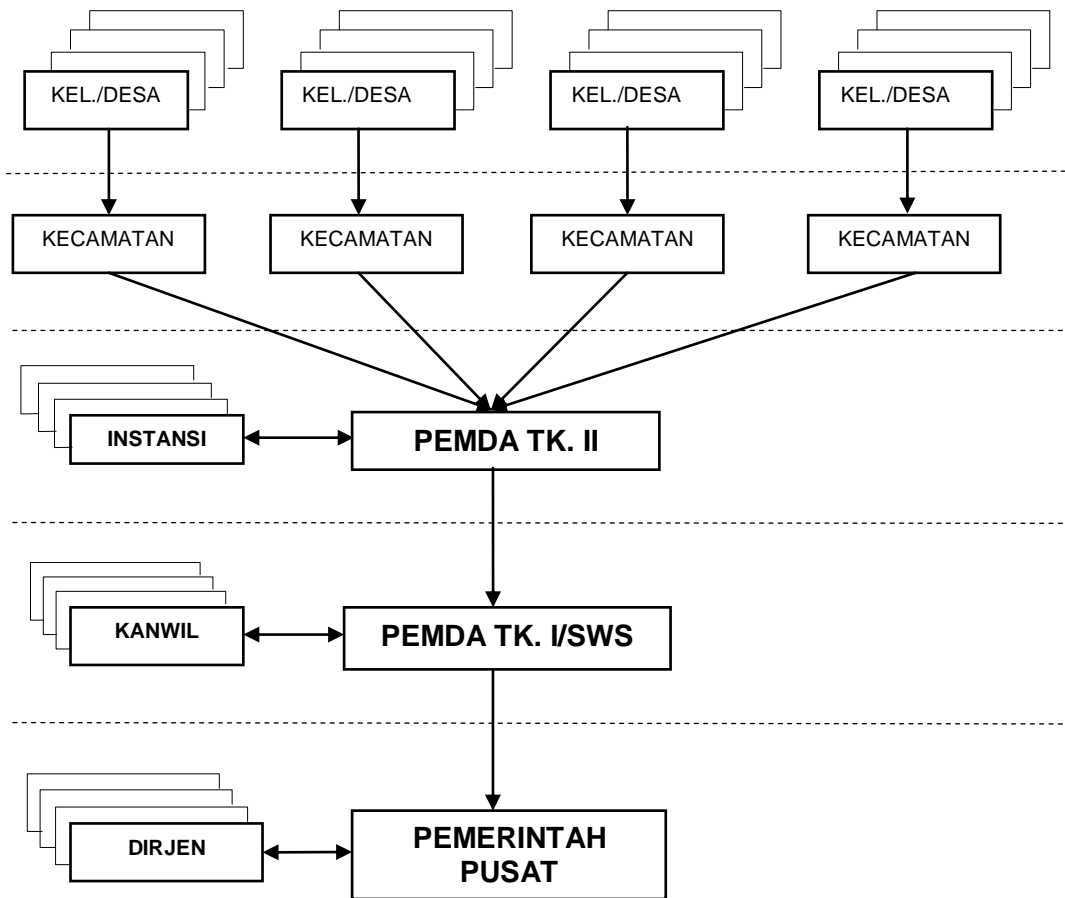 KEL./DESA
KEL./DESA
KEL./DESA
KEL./DESA
KECAMATAN
KECAMATAN
KECAMATAN
KECAMATAN
INSTANSI
PEMDA TK. II
KANWIL
PEMDA TK. I/SWS
DIRJEN
PEMERINTAH
PUSAT